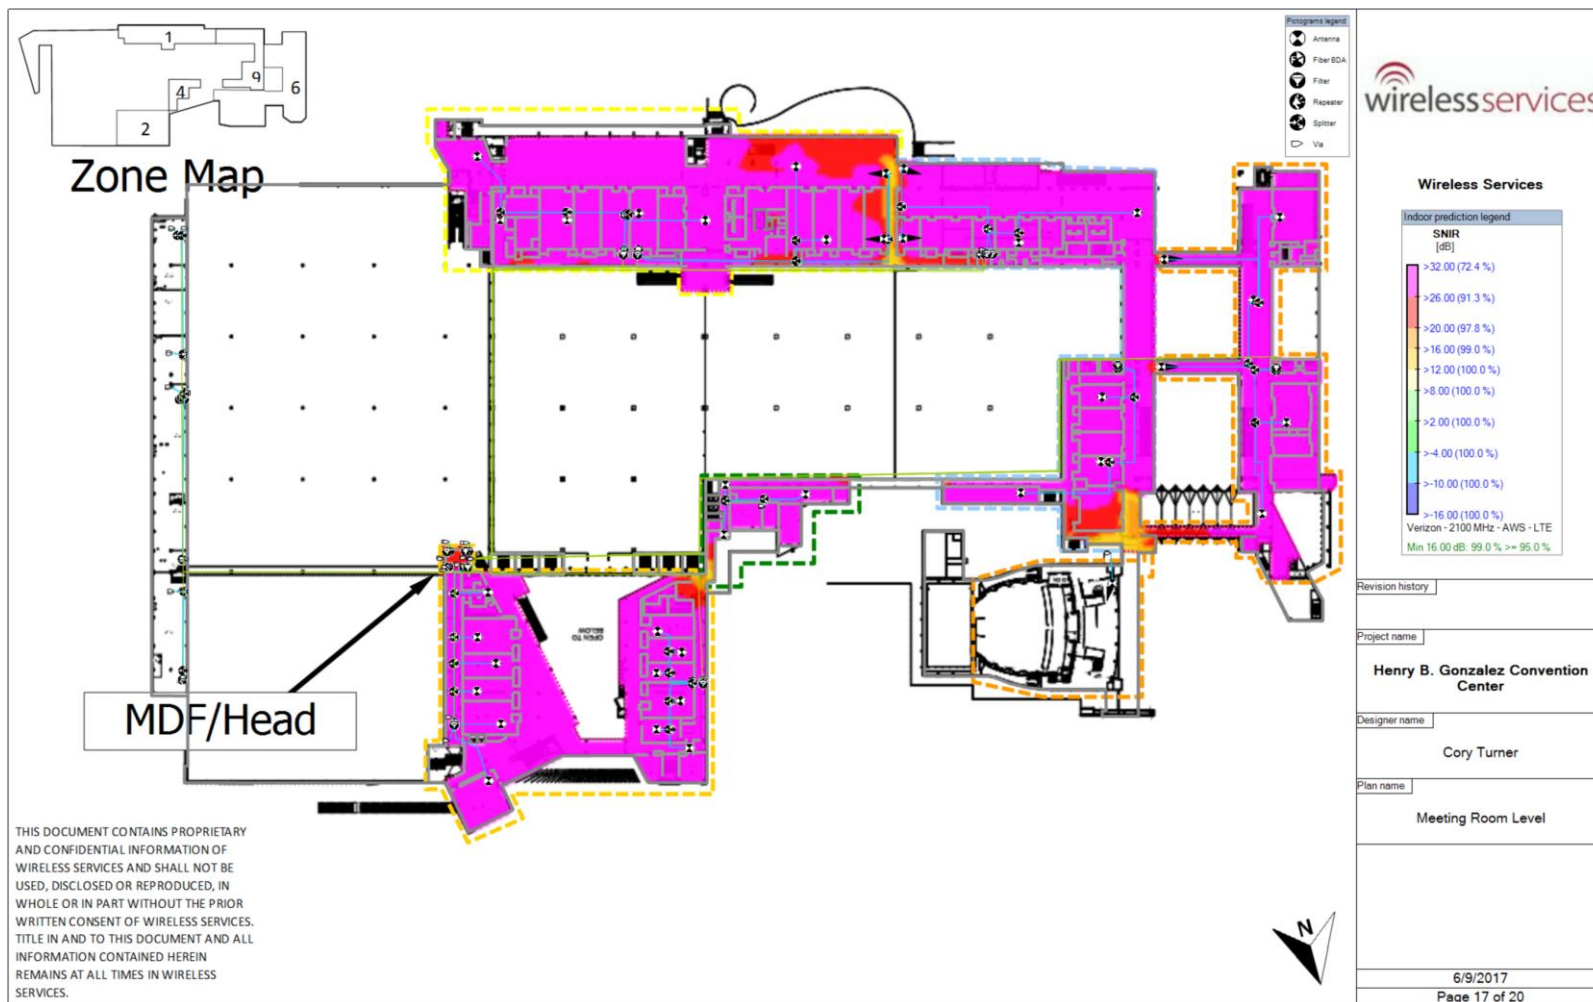 1
9
6
4
2
Zone Map
Pictograms legend
Antenna
Fiber BDA
Filter
Repeater
Splitter
Via
wirelessservices
Wireless Services
Indoor prediction legend
SNIR
[dB]
>32.00 (72.4 %)
>26.00 (91.3 %)
>20.00 (97.8 %)
>16.00 (99.0 %)
>12.00 (100.0 %)
>8.00 (100.0 %)
>2.00 (100.0 %)
>-4.00 (100.0 %)
>-10.00 (100.0 %)
>-16.00 (100.0 %)
Verizon - 2100 MHz - AWS - LTE
Min 16.00 dB: 99.0 % >= 95.0 %
OPEN TO
BELOW
MDF/Head
Revision history
Project name
Henry B. Gonzalez Convention
Center
Designer name
Cory Turner
Plan name
Meeting Room Level
THIS DOCUMENT CONTAINS PROPRIETARY
AND CONFIDENTIAL INFORMATION OF
WIRELESS SERVICES AND SHALL NOT BE
USED, DISCLOSED OR REPRODUCED, IN
WHOLE OR IN PART WITHOUT THE PRIOR
WRITTEN CONSENT OF WIRELESS SERVICES.
TITLE IN AND TO THIS DOCUMENT AND ALL
INFORMATION CONTAINED HEREIN
REMAINS AT ALL TIMES IN WIRELESS
SERVICES.
N
6/9/2017
Page 17 of 20